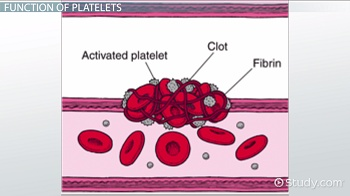 FUNCTION OF PLATELETS
Clot
Activated platelet
Fibrin
Study.com